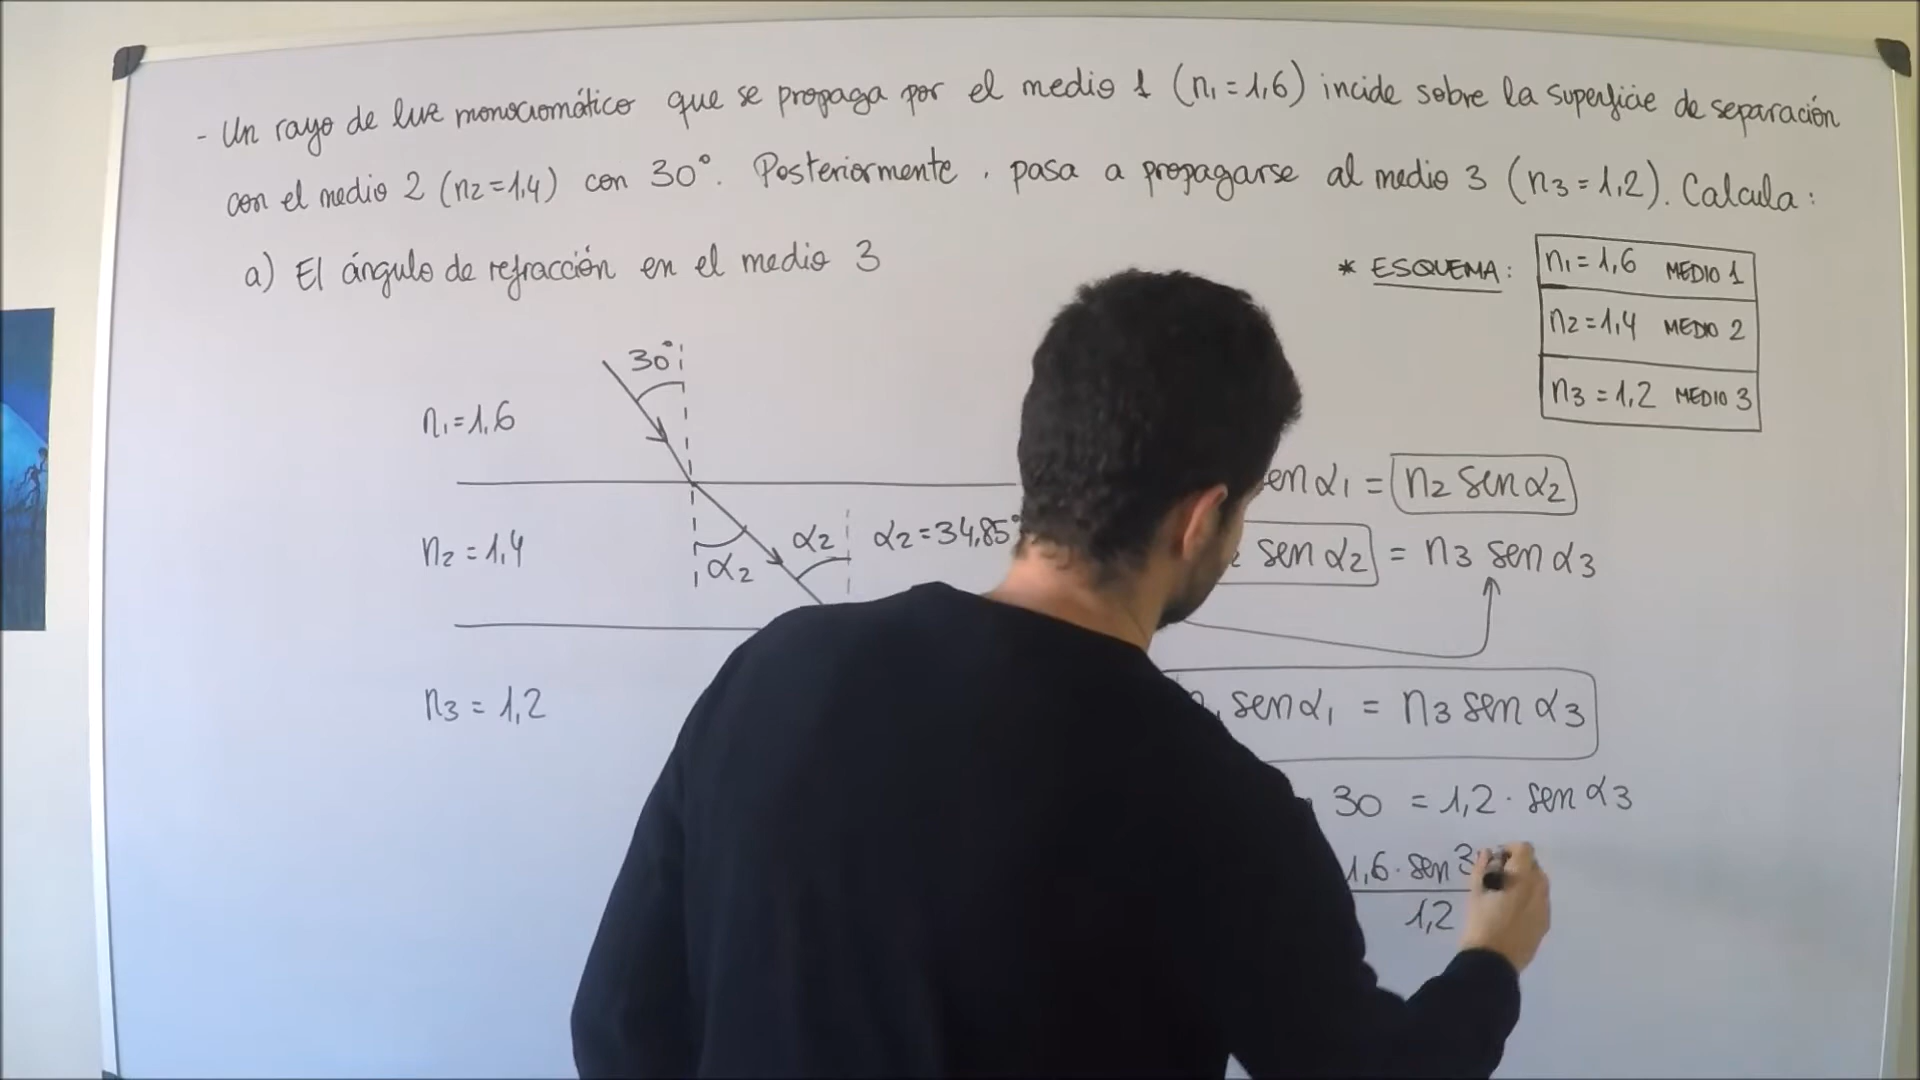 - Un rayo de luz monocromático que se propaga por el medio 1 (n₁ = 1,6) incide sobre la superficie de separación
con el medio 2 (n₂=1,4) con 30°. Posteriormente, pasa a propagarse al medio 3 (n₃ = 1,2). Calcula:
a) El ángulo de refracción en el medio 3
* ESQUEMA:
n₁ = 1,6 MEDIO 1
n₂ = 1,4 MEDIO 2
n₃ = 1,2 MEDIO 3
30°
n₁ = 1,6
n₂ = 1,4
α₂
α₂
α₂ = 34,85°
n₃ = 1,2
sen α₁ = n₂ sen α₂
sen α₂ = n₃ sen α₃
n₁ sen α₁ = n₃ sen α₃
30 = 1,2 · sen α₃
1,6 · sen 3
1,2